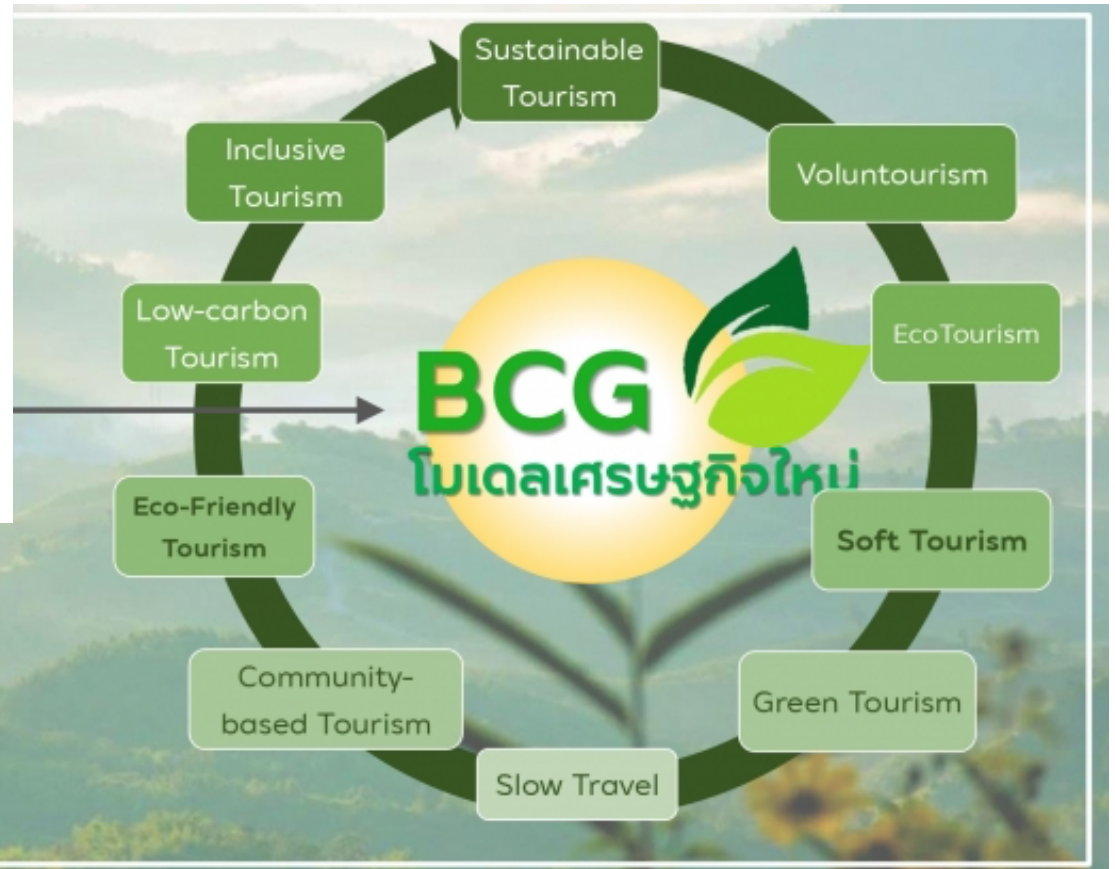 Sustainable
Tourism
Voluntourism
EcoTourism
Soft Tourism
Green Tourism
Slow Travel
Community-
based Tourism
Eco-Friendly
Tourism
Low-carbon
Tourism
Inclusive
Tourism
BCG
โมเดลเศรษฐกิจใหม่